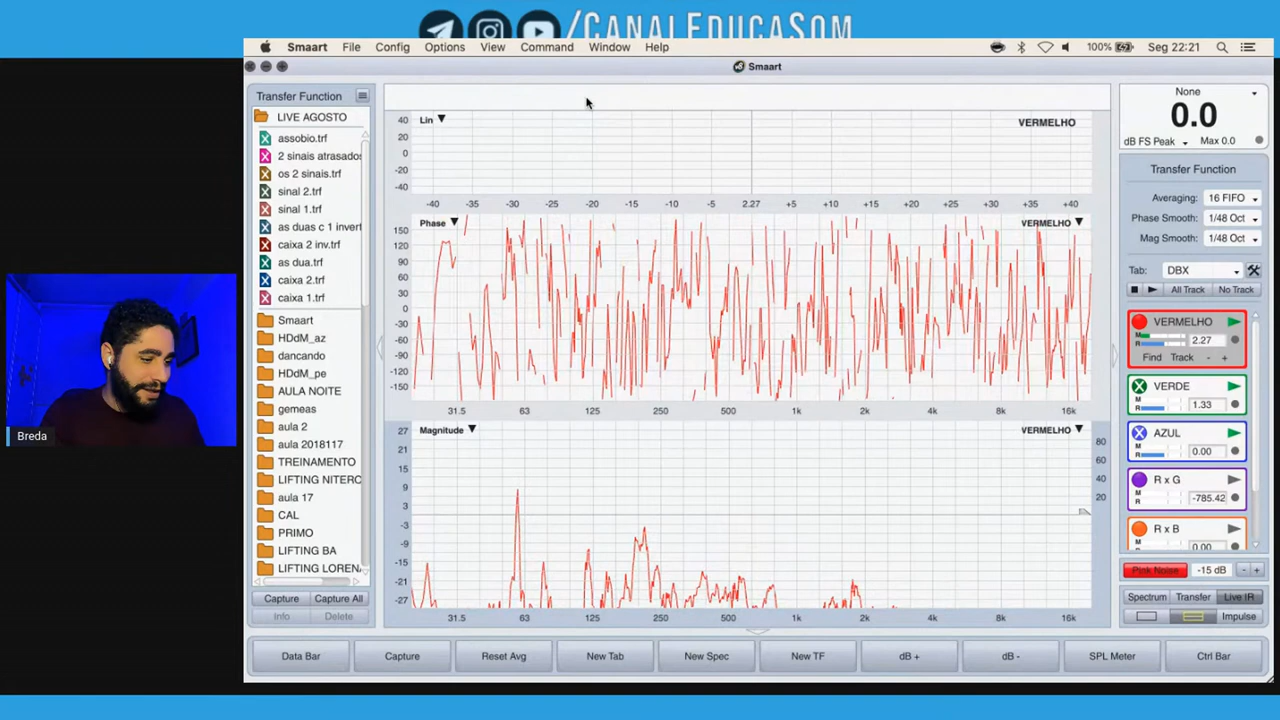 /CANALEDUCASOM
Smaart File Config Options View Command Window Help 100% Seg 22:21
Smaart
Transfer Function
LIVE AGOSTO
assobio.trf
2 sinais atrasados
os 2 sinais.trf
sinal 2.trf
sinal 1.trf
as duas c 1 invert
caixa 2 inv.trf
as dua.trf
caixa 2.trf
caixa 1.trf
Smaart
HDdM_az
dancando
HDdM_pe
AULA NOITE
gemeas
aula 2
aula 2018117
TREINAMENTO
LIFTING NITERO
aula 17
CAL
PRIMO
LIFTING BA
LIFTING LORENA
Capture Capture All
Info Delete
Lin VERMELHO
40
20
0
-20
-40
-40 -35 -30 -25 -20 -15 -10 -5 2.27 +5 +10 +15 +20 +25 +30 +35 +40
Phase VERMELHO
150
120
90
60
30
0
-30
-60
-90
-120
-150
31.5 63 125 250 500 1k 2k 4k 8k 16k
Magnitude VERMELHO
27
21
15
9
3
-3
-9
-15
-21
-27
80
60
40
20
31.5 63 125 250 500 1k 2k 4k 8k 16k
None
0.0
dB FS Peak Max 0.0
Transfer Function
Averaging: 16 FIFO
Phase Smooth: 1/48 Oct
Mag Smooth: 1/48 Oct
Tab: DBX
All Track No Track
VERMELHO
M
R 2.27
Find Track - +
VERDE
M
R 1.33
AZUL
M
R 0.00
R x G
M
R -785.42
R x B
M
R 0.00
Pink Noise -15 dB - +
Spectrum Transfer Live IR
Impulse
Data Bar Capture Reset Avg New Tab New Spec New TF dB + dB - SPL Meter Ctrl Bar
Breda